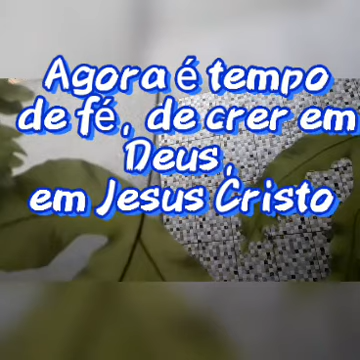 Agora é tempo
de fé, de crer em
Deus,
em Jesus Cristo